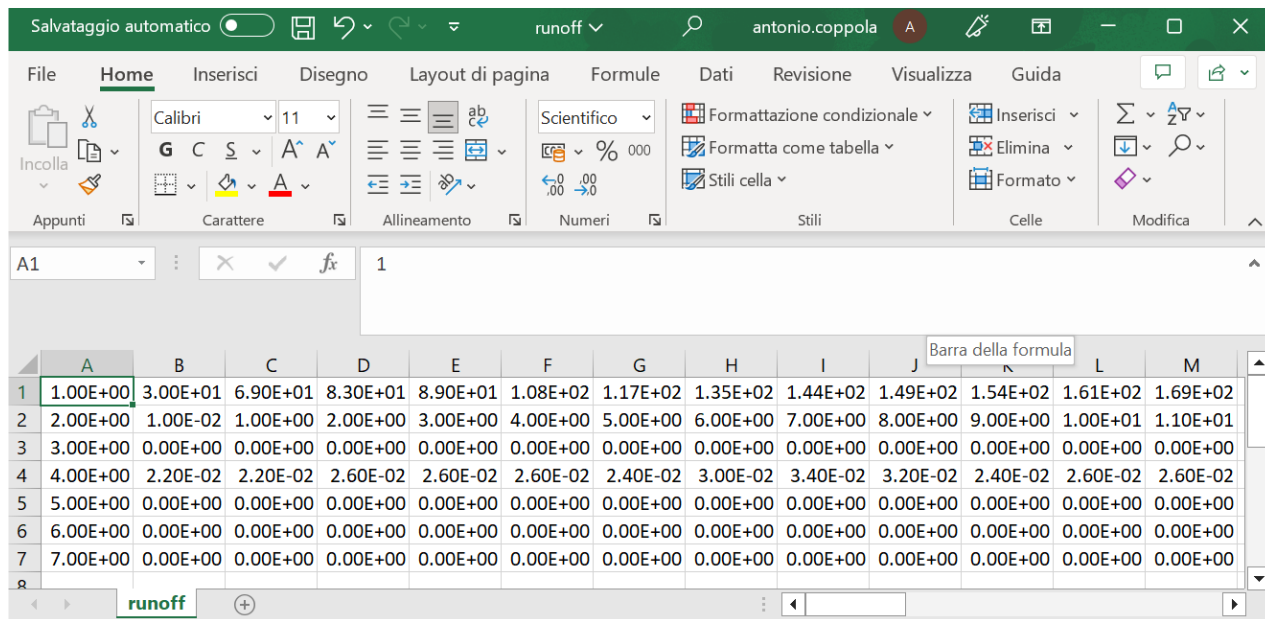 Salvataggio automatico runoff antonio.coppola A
File Home Inserisci Disegno Layout di pagina Formule Dati Revisione Visualizza Guida
Calibri 11 ab Scientifico Formattazione condizionale Inserisci
Incolla G C S A A % 000 Formatta come tabella Elimina
A Stili cella Formato
Appunti Carattere Allineamento Numeri Stili Celle Modifica
A1 fx 1
Barra della formula
A B C D E F G H I J K L M
1 1.00E+00 3.00E+01 6.90E+01 8.30E+01 8.90E+01 1.08E+02 1.17E+02 1.35E+02 1.44E+02 1.49E+02 1.54E+02 1.61E+02 1.69E+02
2 2.00E+00 1.00E-02 1.00E+00 2.00E+00 3.00E+00 4.00E+00 5.00E+00 6.00E+00 7.00E+00 8.00E+00 9.00E+00 1.00E+01 1.10E+01
3 3.00E+00 0.00E+00 0.00E+00 0.00E+00 0.00E+00 0.00E+00 0.00E+00 0.00E+00 0.00E+00 0.00E+00 0.00E+00 0.00E+00 0.00E+00
4 4.00E+00 2.20E-02 2.20E-02 2.60E-02 2.60E-02 2.60E-02 2.40E-02 3.00E-02 3.40E-02 3.20E-02 2.40E-02 2.60E-02 2.60E-02
5 5.00E+00 0.00E+00 0.00E+00 0.00E+00 0.00E+00 0.00E+00 0.00E+00 0.00E+00 0.00E+00 0.00E+00 0.00E+00 0.00E+00 0.00E+00
6 6.00E+00 0.00E+00 0.00E+00 0.00E+00 0.00E+00 0.00E+00 0.00E+00 0.00E+00 0.00E+00 0.00E+00 0.00E+00 0.00E+00 0.00E+00
7 7.00E+00 0.00E+00 0.00E+00 0.00E+00 0.00E+00 0.00E+00 0.00E+00 0.00E+00 0.00E+00 0.00E+00 0.00E+00 0.00E+00 0.00E+00
8
runoff